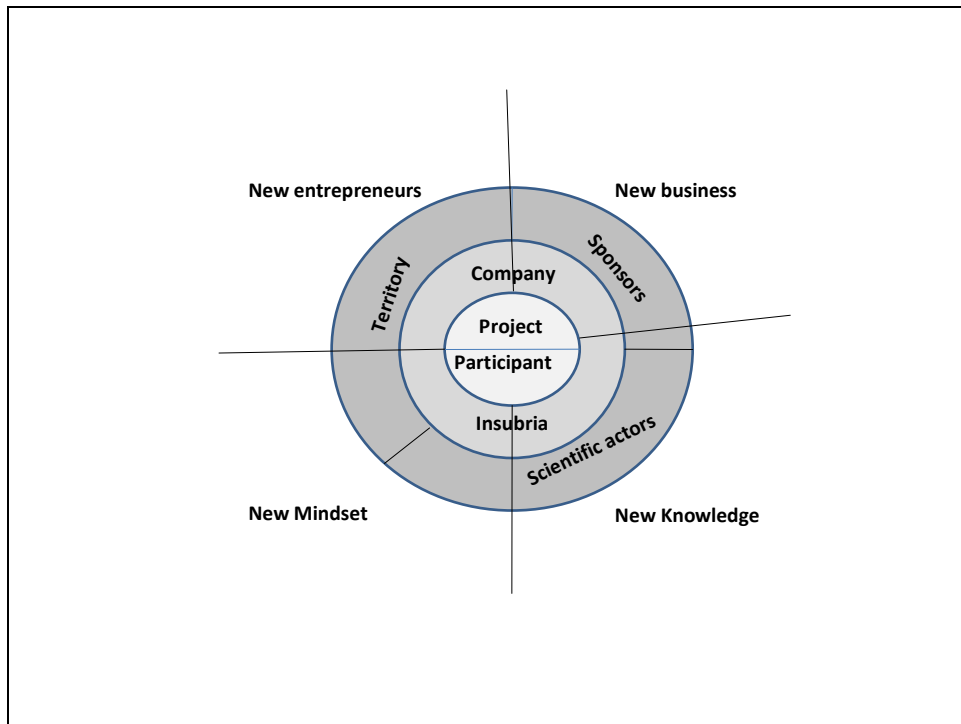 New entrepreneurs
New business
Territory
Sponsors
Company
Project
Participant
Insubria
Scientific actors
New Mindset
New Knowledge